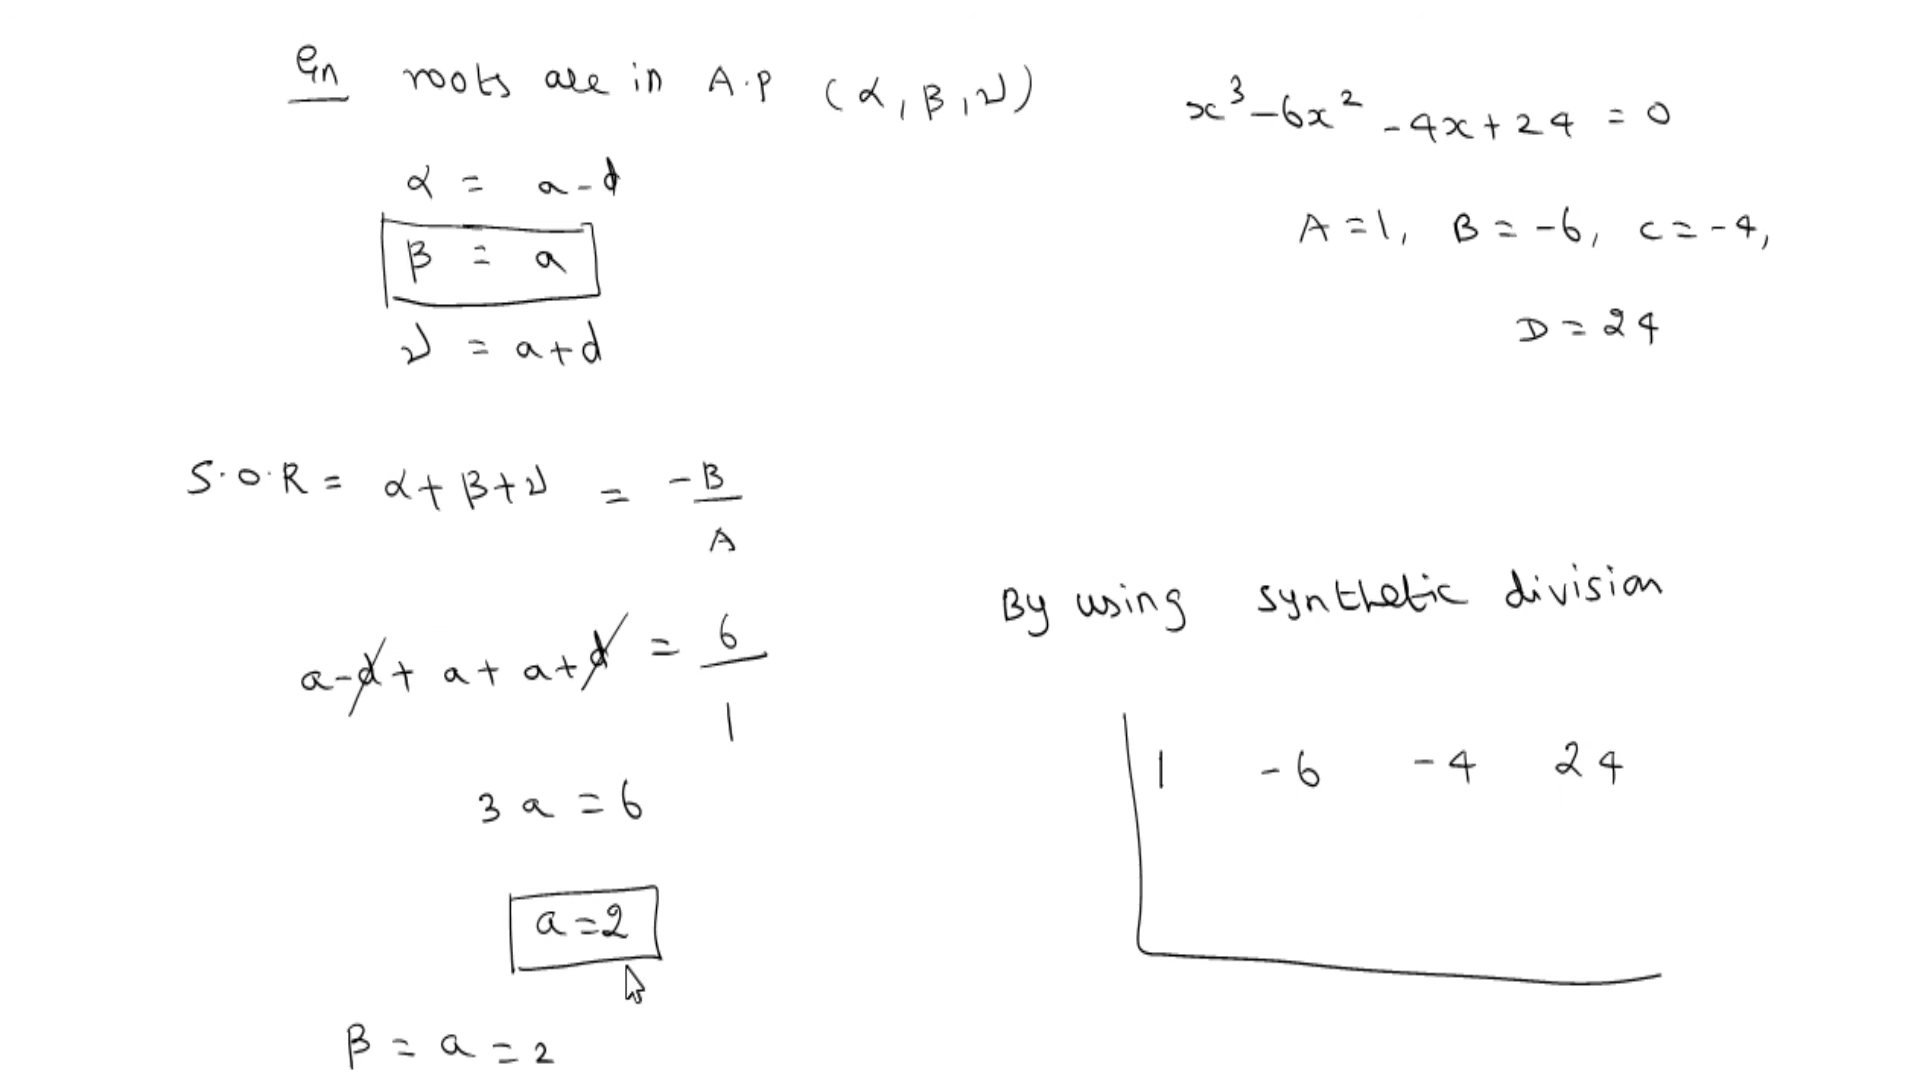 Gn roots are in A.P (α, β, γ)
α = a-d
β = a
γ = a+d
x³-6x²-4x+24 = 0
A=1, B=-6, C=-4,
D=24
S.O.R = α+β+γ = -B/A
a-d+a+a+d = 6/1
3a=6
a=2
β=a=2
By using synthetic division
1 -6 -4 24